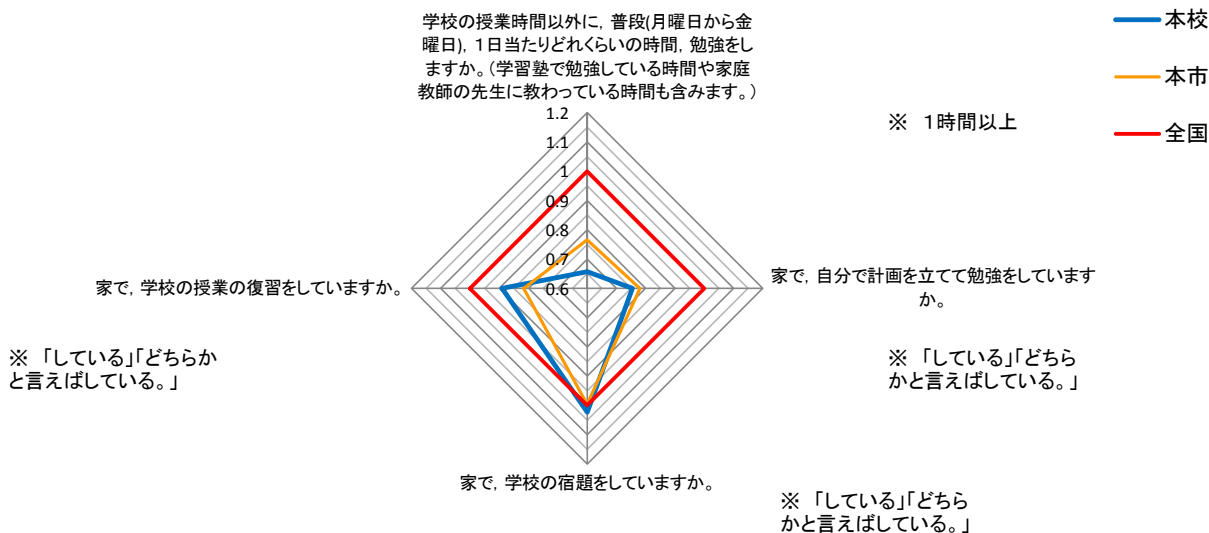 学校の授業時間以外に，普段(月曜日から金
曜日)，１日当たりどれくらいの時間，勉強をし
ますか。（学習塾で勉強している時間や家庭
教師の先生に教わっている時間も含みます。）
本校
本市
全国
※　１時間以上
1.2
1.1
1
0.9
0.8
0.7
0.6
家で，学校の授業の復習をしていますか。
家で，自分で計画を立てて勉強をしています
か。
※　「している」「どちらか
と言えばしている。」
※　「している」「どちら
かと言えばしている。」
家で，学校の宿題をしていますか。
※　「している」「どちら
かと言えばしている。」